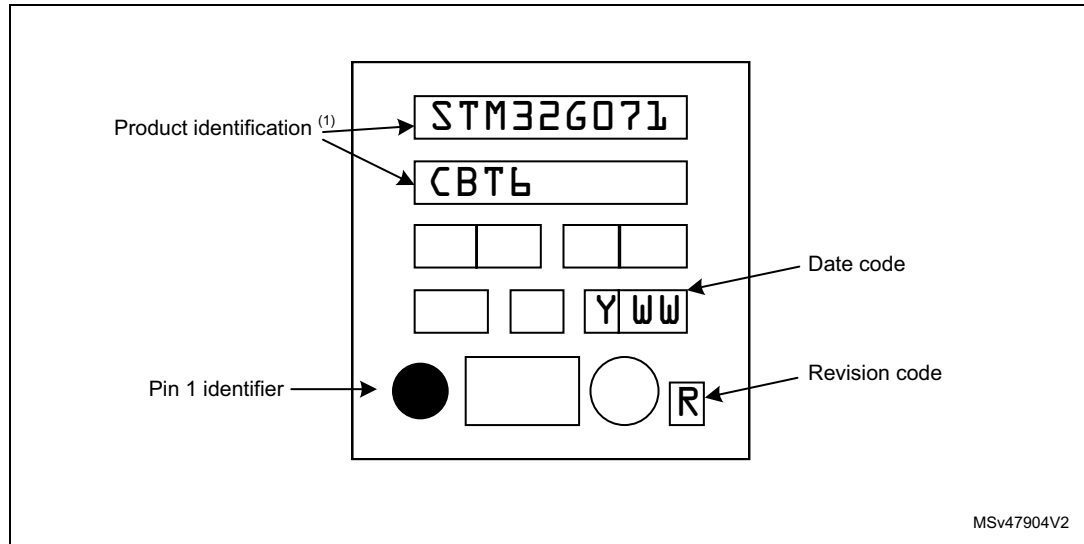 STM32G071
Product identification (1)
CBT6
Date code
Y WW
Pin 1 identifier
Revision code
R
MSv47904V2